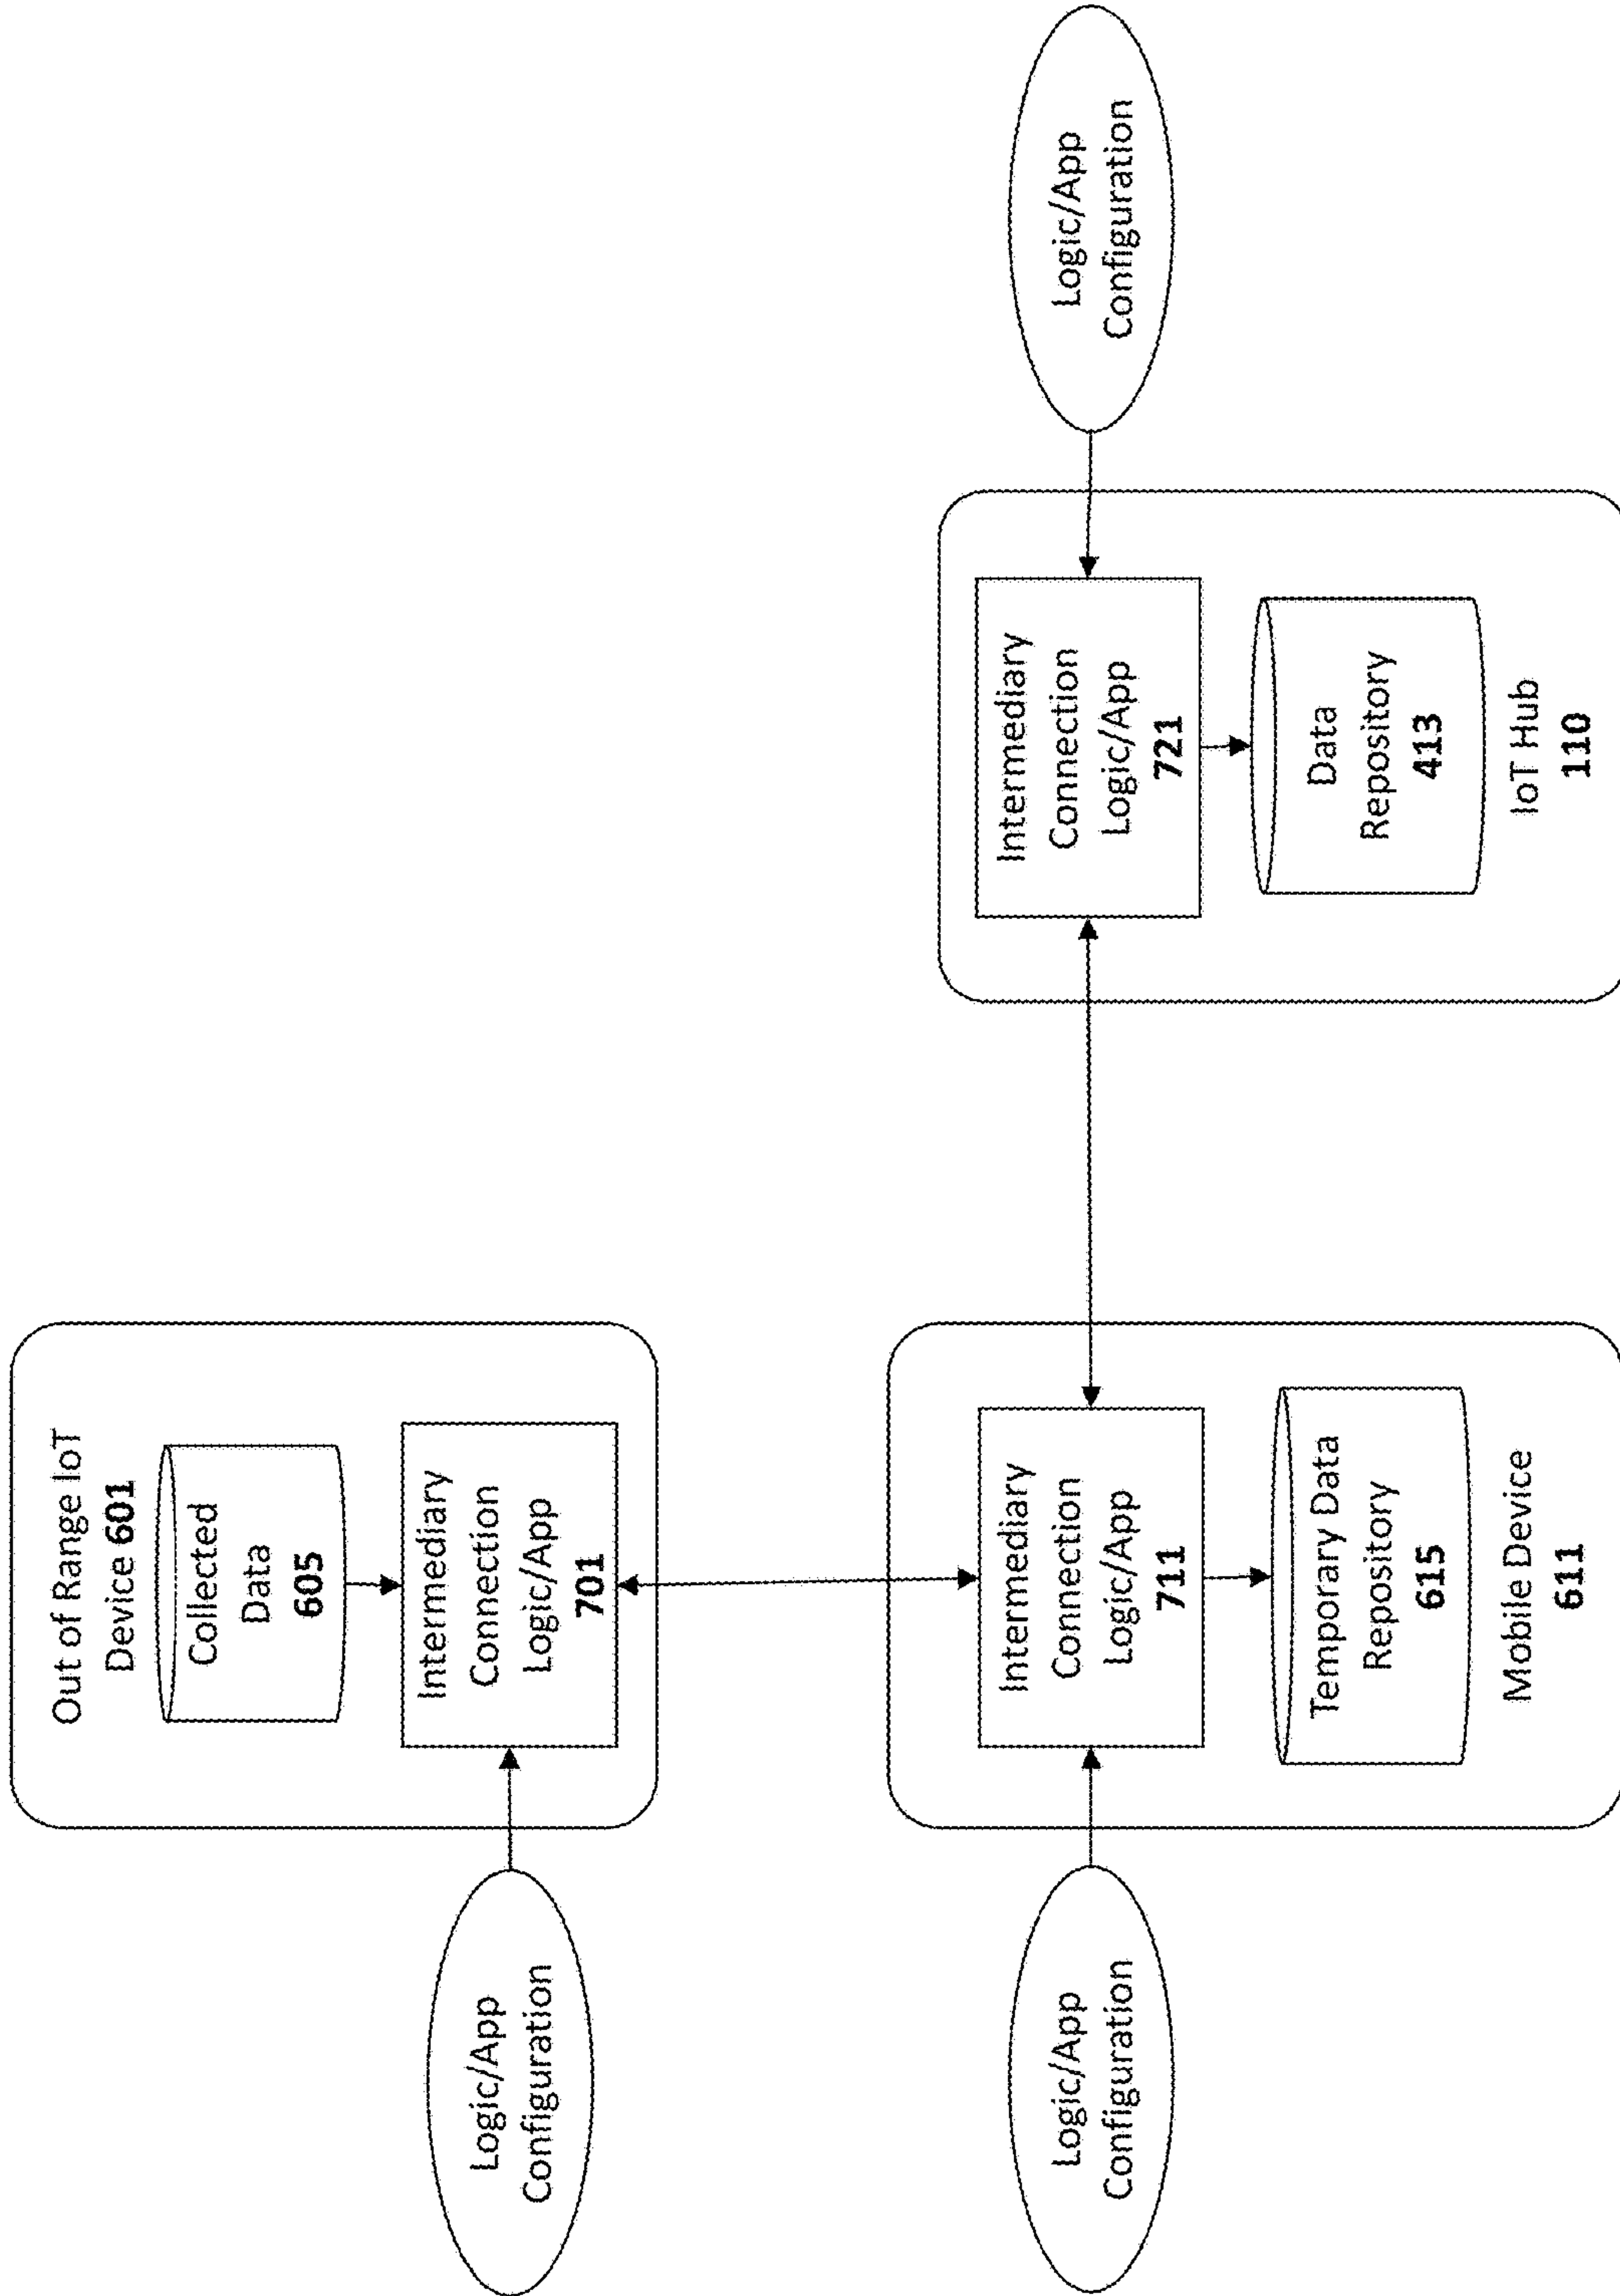 Out of Range IoT
Device 601
Collected
Data
605
Intermediary
Connection
Logic/App
701
Logic/App
Configuration
Logic/App
Configuration
Intermediary
Connection
Logic/App
711
Temporary Data
Repository
615
Mobile Device
611
Intermediary
Connection
Logic/App
721
Data
Repository
413
IoT Hub
110
Logic/App
Configuration